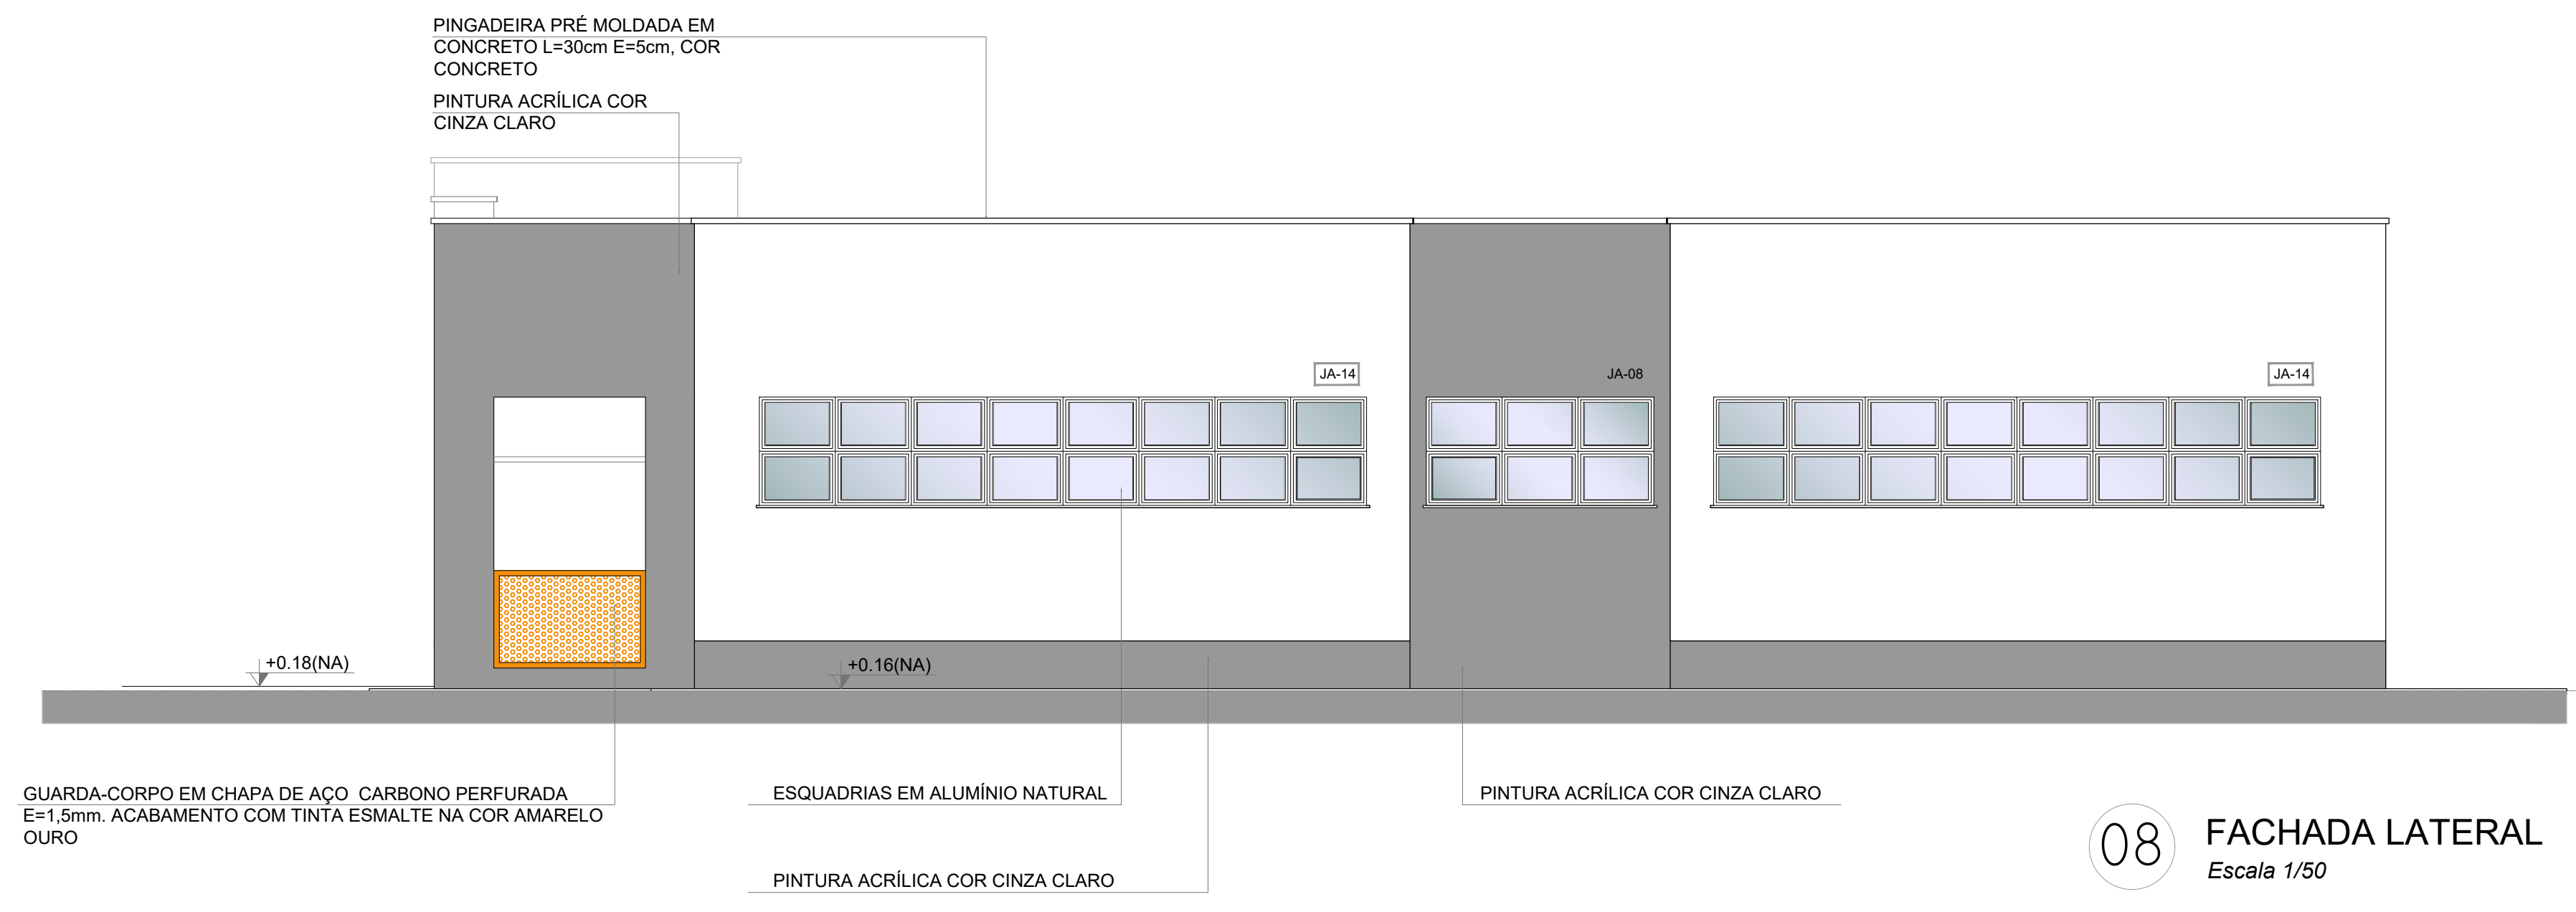 PINGADEIRA PRÉ MOLDADA EM
CONCRETO L=30cm E=5cm, COR
CONCRETO
PINTURA ACRÍLICA COR
CINZA CLARO
JA-14
JA-08
JA-14
+0.18(NA)
+0.16(NA)
GUARDA-CORPO EM CHAPA DE AÇO CARBONO PERFURADA
E=1,5mm. ACABAMENTO COM TINTA ESMALTE NA COR AMARELO
OURO
ESQUADRIAS EM ALUMÍNIO NATURAL
PINTURA ACRÍLICA COR CINZA CLARO
PINTURA ACRÍLICA COR CINZA CLARO
08
FACHADA LATERAL
Escala 1/50